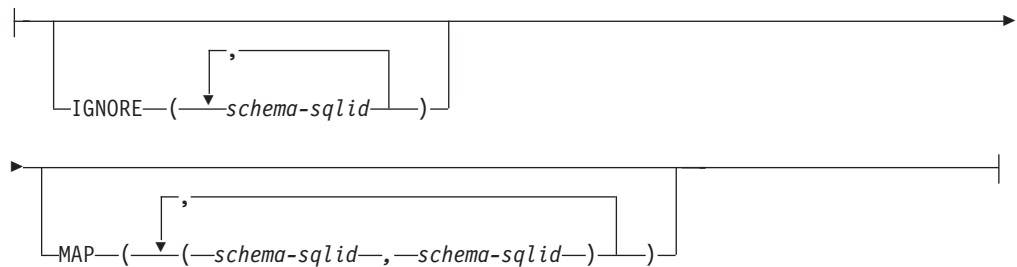 ,
IGNORE ( schema-sqlid )
,
MAP ( ( schema-sqlid , schema-sqlid ) )